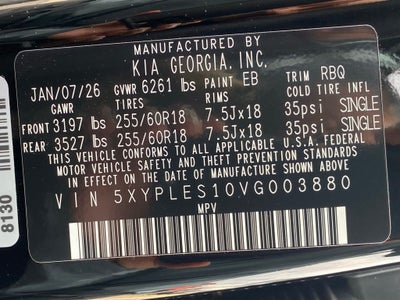 MANUFACTURED BY
KIA GEORGIA, INC.
JAN/07/26 GVWR 6261 lbs PAINT EB TRIM RBQ
GAWR TIRES RIMS COLD TIRE INFL
FRONT 3197 lbs 255/60R18 7.5Jx18 35psi SINGLE
REAR 3527 lbs 255/60R18 7.5Jx18 35psi SINGLE
THIS VEHICLE CONFORMS TO ALL APPLICABLE U.S.A. FEDERAL
MOTOR VEHICLE SAFETY AND THEFT PREVENTION STANDARDS
IN EFFECT ON THE DATE OF MANUFACTURE SHOWN ABOVE.
VIN 5XYPLES10VG003880
MPV
8130